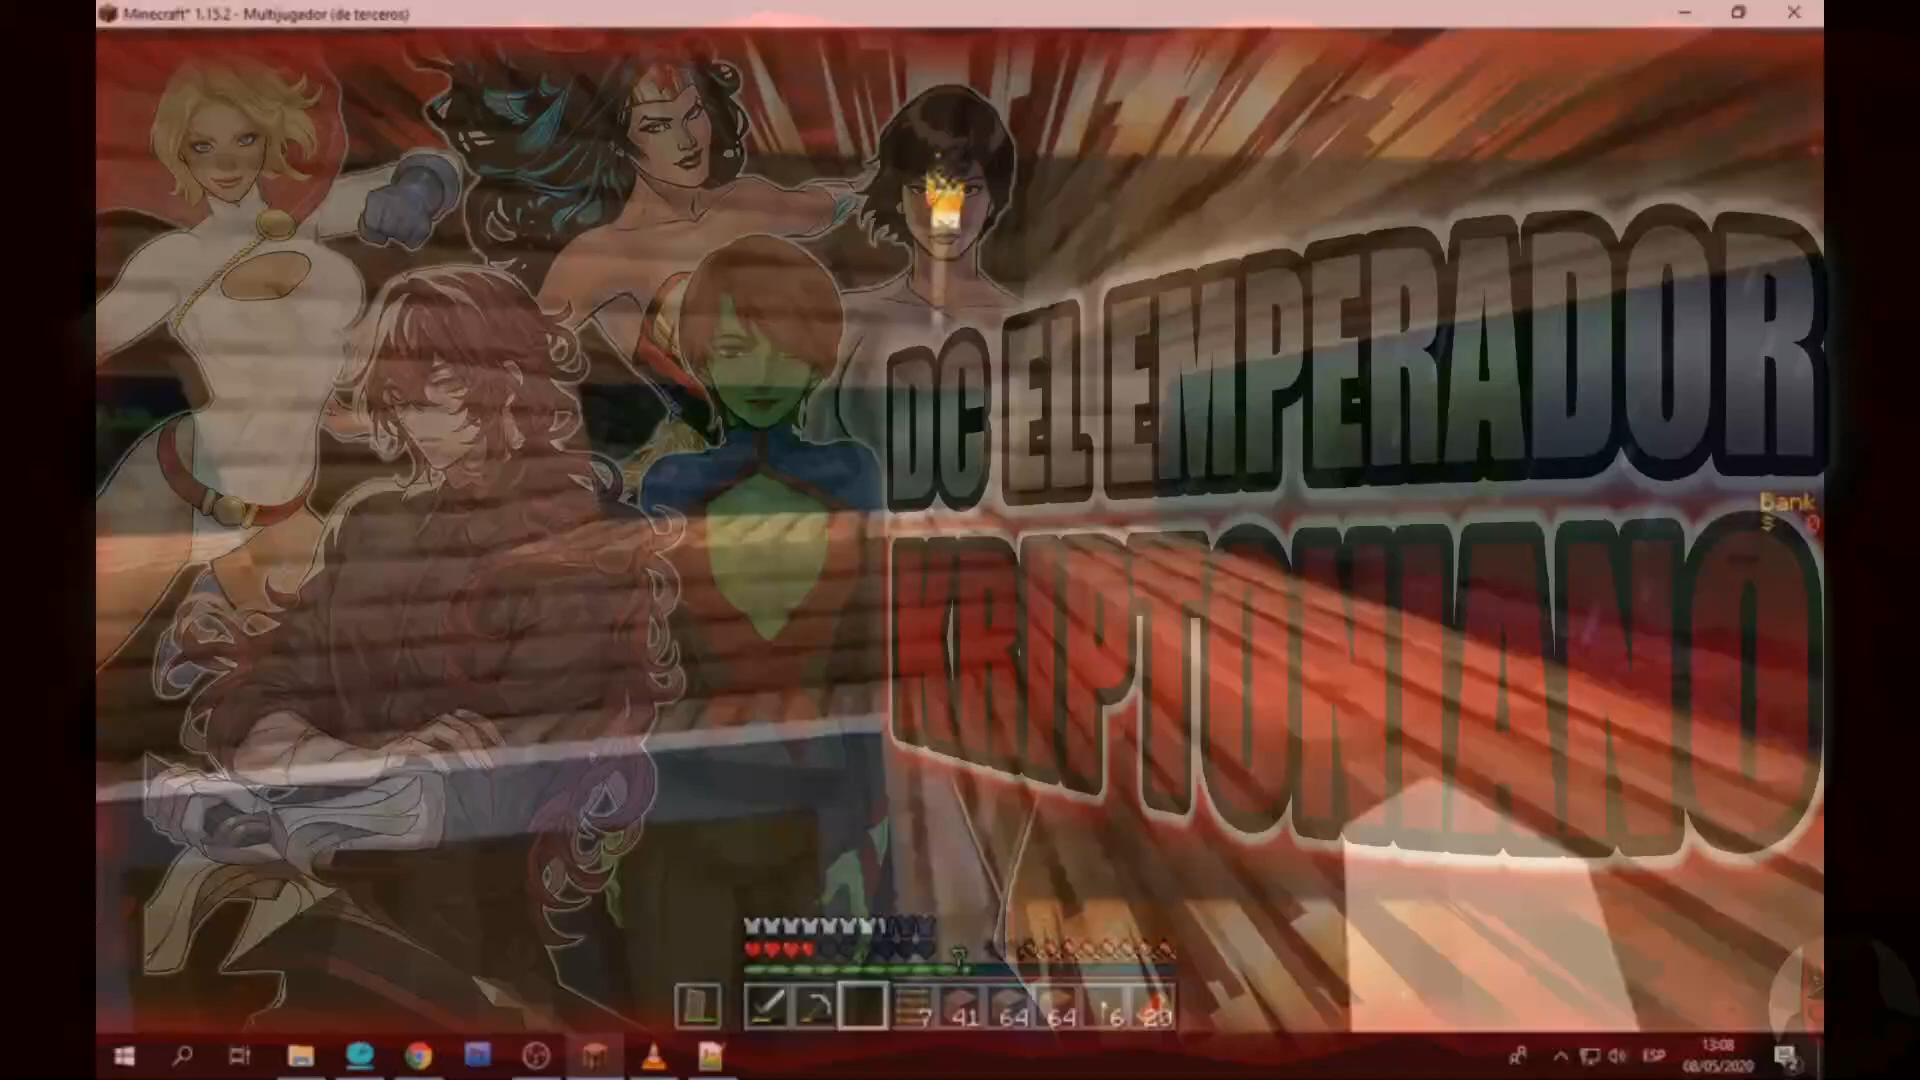 Minecraft* 1.15.2 - Multijugador (de terceros)
DC EL EMPERADOR
KRIPTONIANO
Bank
$ 0
7 41 64 64 6 20
ESP
13:08
08/05/2020